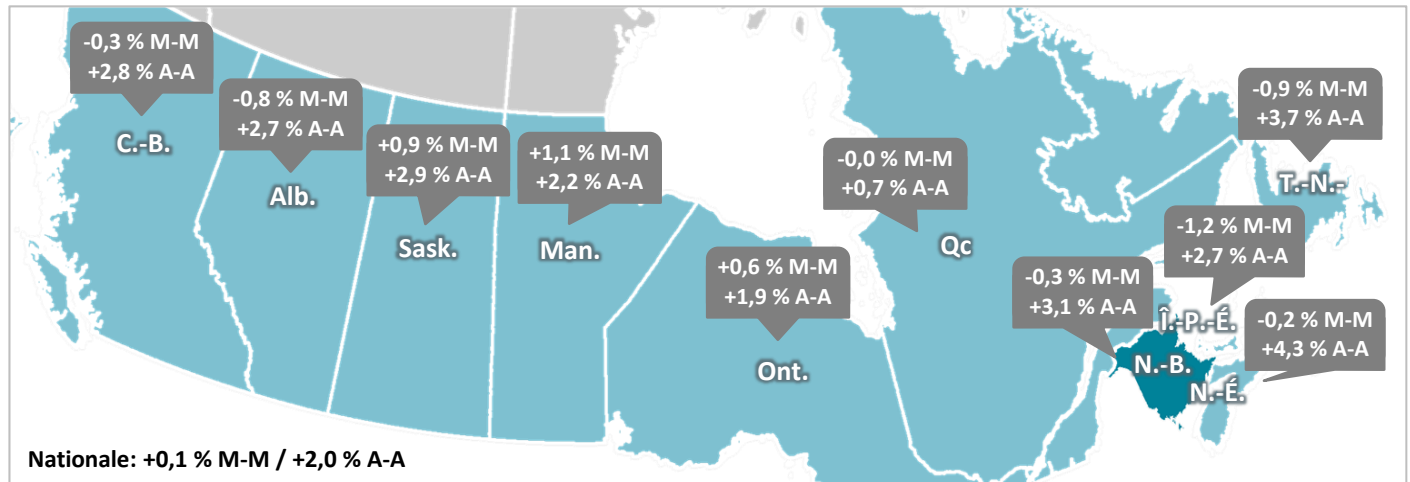 -0,3 % M-M
+2,8 % A-A
C.-B.
-0,8 % M-M
+2,7 % A-A
Alb.
+0,9 % M-M
+2,9 % A-A
Sask.
+1,1 % M-M
+2,2 % A-A
Man.
+0,6 % M-M
+1,9 % A-A
Ont.
-0,0 % M-M
+0,7 % A-A
Qc
-0,9 % M-M
+3,7 % A-A
T.-N.-
-1,2 % M-M
+2,7 % A-A
Î.-P.-É.
-0,3 % M-M
+3,1 % A-A
N.-B.
-0,2 % M-M
+4,3 % A-A
N.-É.
Nationale: +0,1 % M-M / +2,0 % A-A